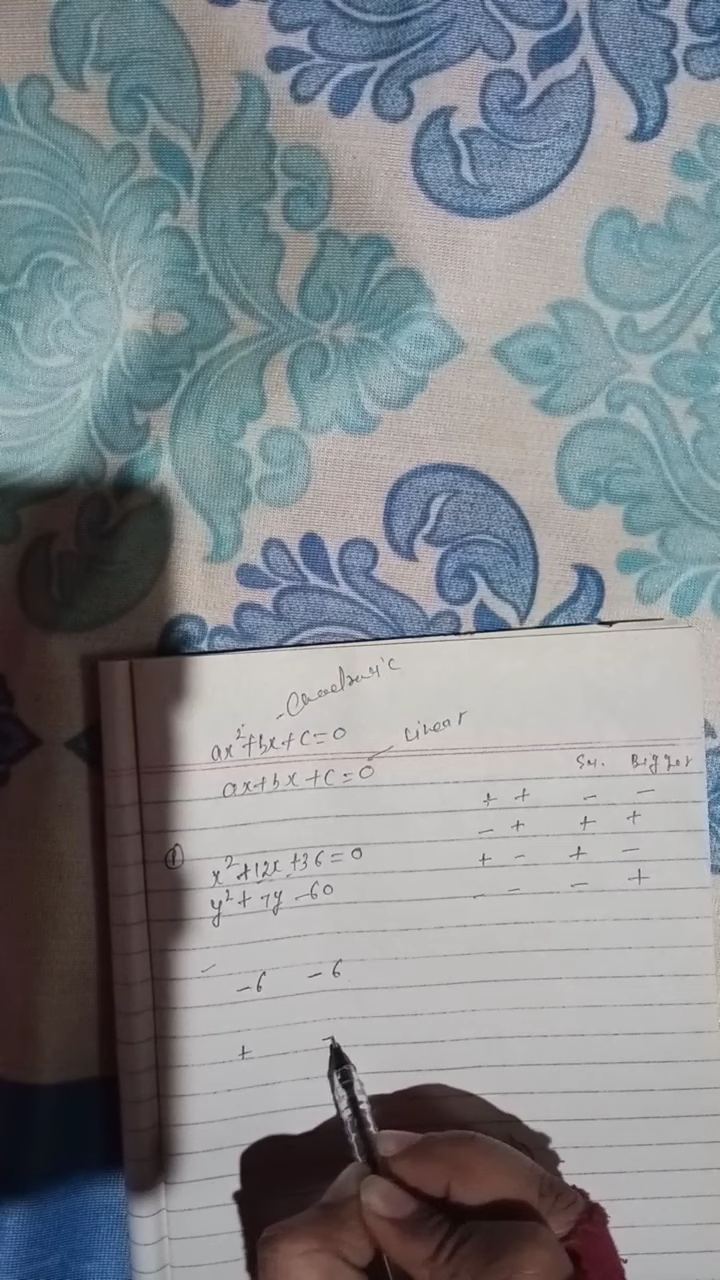 Quadratic
ax²+bx+c=0
Linear
ax+bx+c=0
Sm. Bigger
+ + - -
- + + +
① x²+12x+36=0
+ - + -
y²+7y-60
- - - +
-6 -6
+ -